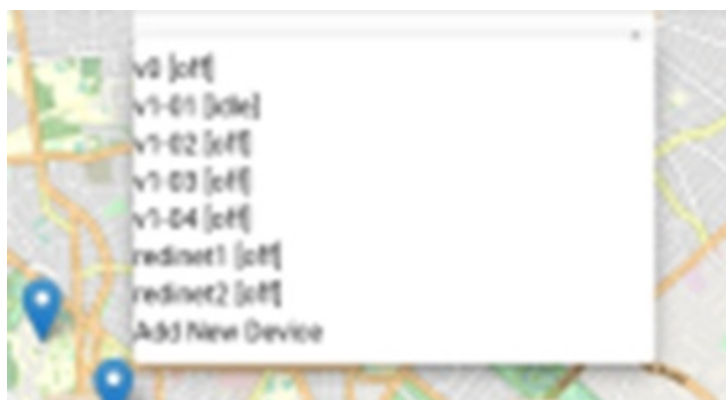 v0 [off]
v1-01 [idle]
v1-02 [off]
v1-03 [off]
v1-04 [off]
redinet1 [off]
redinet2 [off]
Add New Device